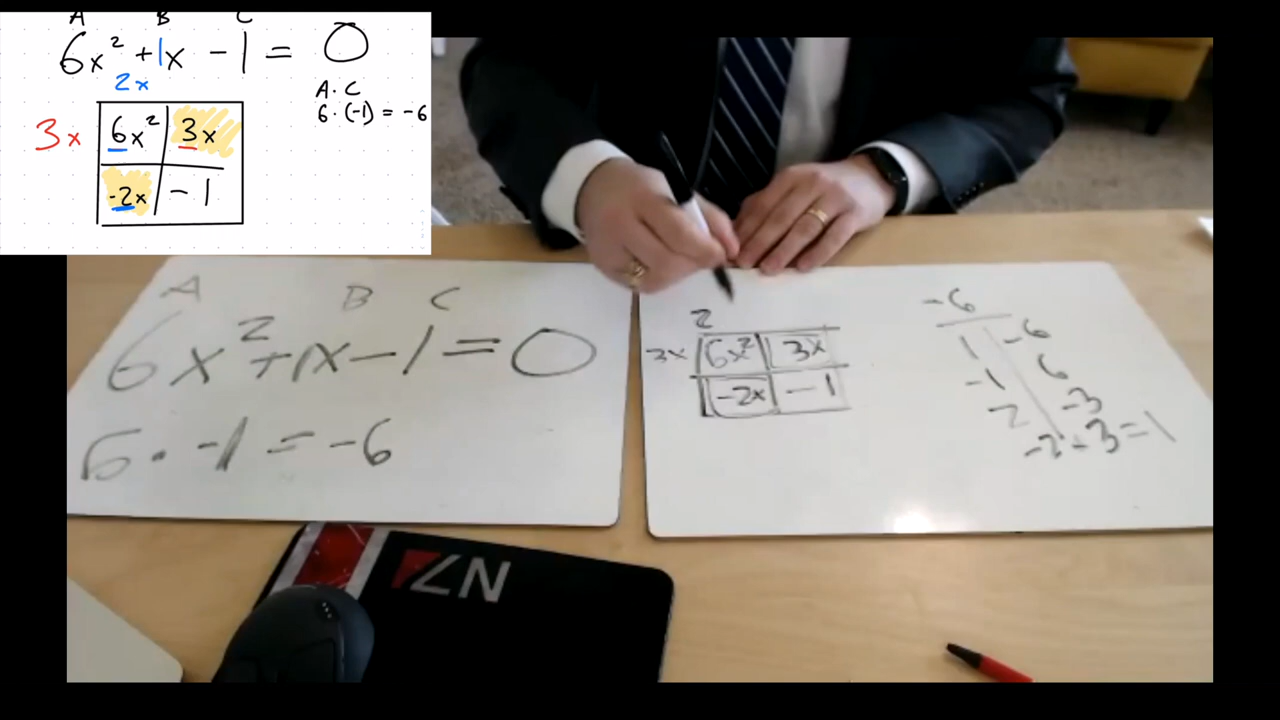 A B C
6x² +1x - 1 = 0
2x
A · C
6 · (-1) = -6
3x 6x² 3x
-2x -1
A B C
6x²+1x-1=0
6 · -1 = -6
2
3x 6x² 3x
-2x -1
-6
1 -6
-1 6
2 -3
-2+3=1
N7